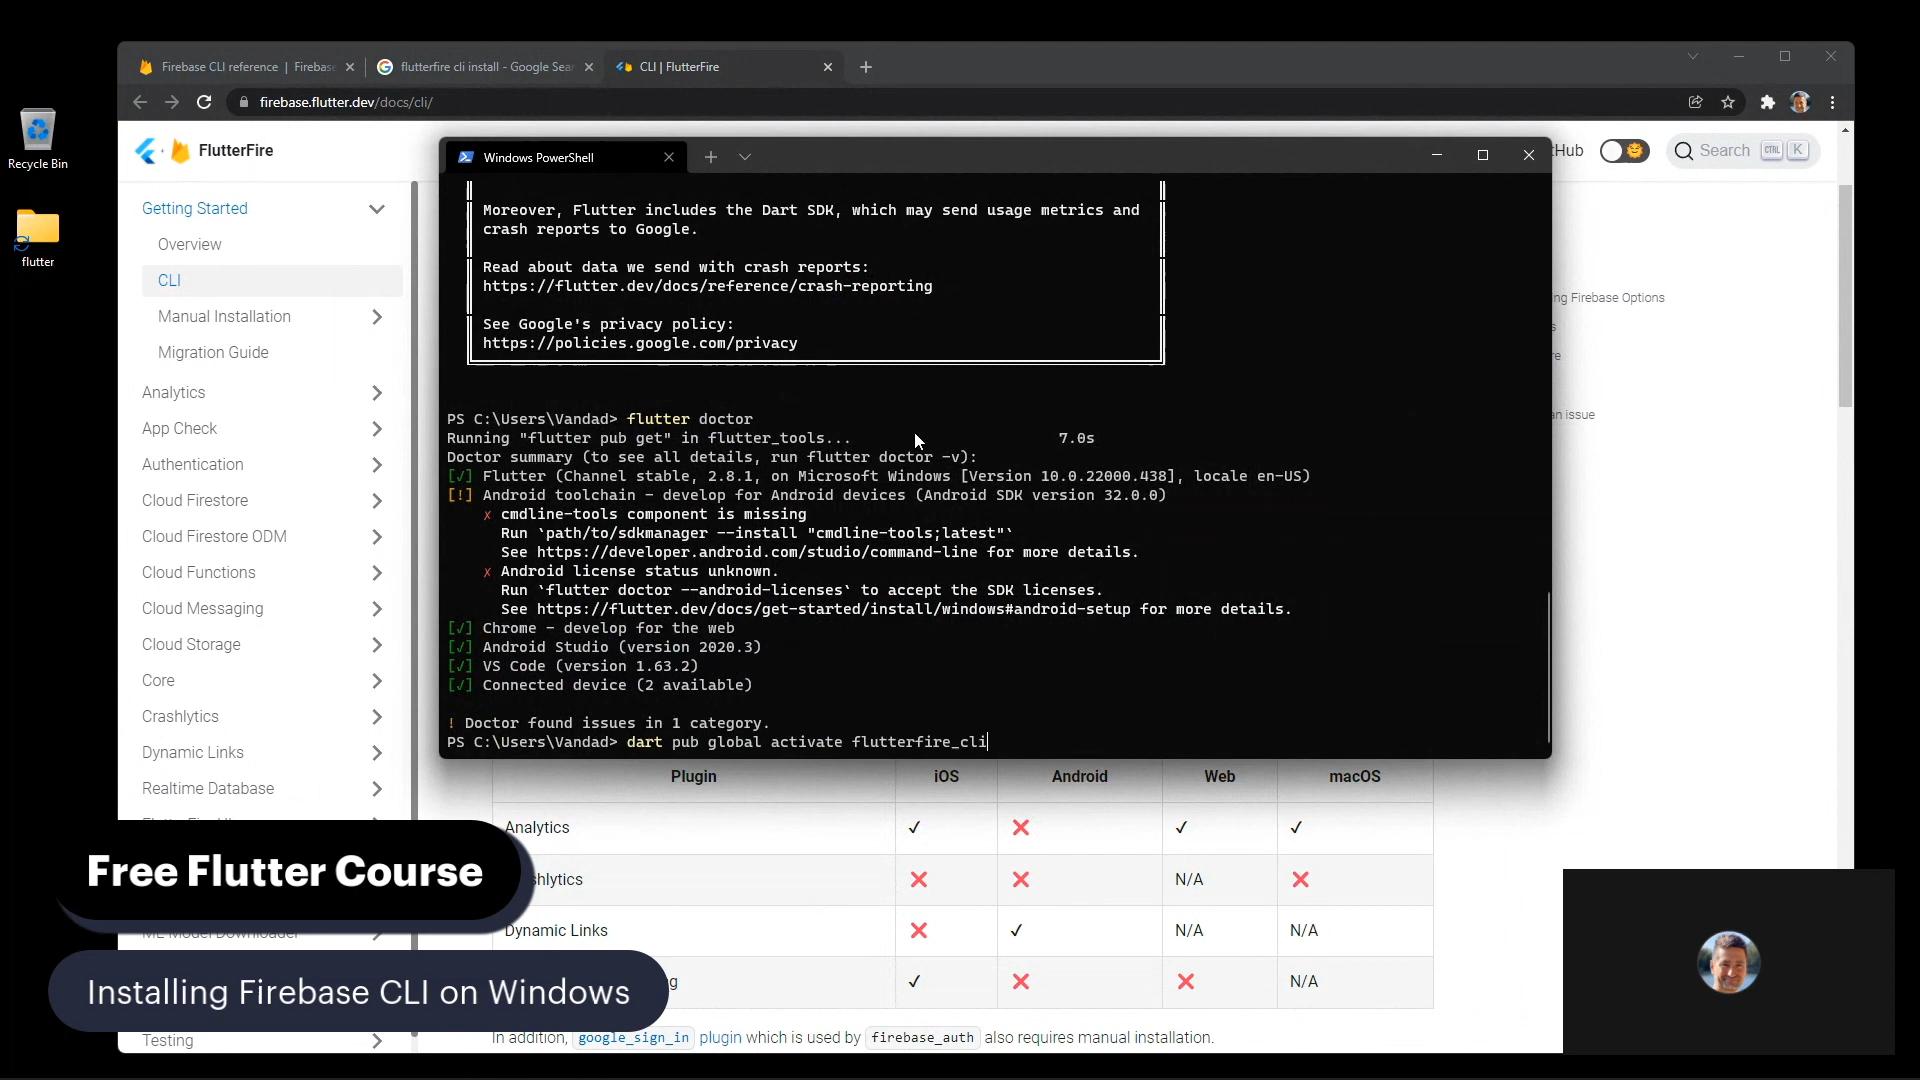 Firebase CLI reference | Firebase
flutterfire cli install - Google Sear
CLI | FlutterFire
firebase.flutter.dev/docs/cli/
Recycle Bin
flutter
FlutterFire
Hub
Search
CTRL
K
Getting Started
Overview
CLI
Manual Installation
Migration Guide
Analytics
App Check
Authentication
Cloud Firestore
Cloud Firestore ODM
Cloud Functions
Cloud Messaging
Cloud Storage
Core
Crashlytics
Dynamic Links
Realtime Database
Testing
ng Firebase Options
s
re
an issue
Windows PowerShell
Moreover, Flutter includes the Dart SDK, which may send usage metrics and
crash reports to Google.
Read about data we send with crash reports:
https://flutter.dev/docs/reference/crash-reporting
See Google's privacy policy:
https://policies.google.com/privacy
PS C:\Users\Vandad> flutter doctor
Running "flutter pub get" in flutter_tools... 7.0s
Doctor summary (to see all details, run flutter doctor -v):
[√] Flutter (Channel stable, 2.8.1, on Microsoft Windows [Version 10.0.22000.438], locale en-US)
[!] Android toolchain - develop for Android devices (Android SDK version 32.0.0)
✗ cmdline-tools component is missing
Run `path/to/sdkmanager --install "cmdline-tools;latest"`
See https://developer.android.com/studio/command-line for more details.
✗ Android license status unknown.
Run `flutter doctor --android-licenses` to accept the SDK licenses.
See https://flutter.dev/docs/get-started/install/windows#android-setup for more details.
[√] Chrome - develop for the web
[√] Android Studio (version 2020.3)
[√] VS Code (version 1.63.2)
[√] Connected device (2 available)
! Doctor found issues in 1 category.
PS C:\Users\Vandad> dart pub global activate flutterfire_cli
Plugin iOS Android Web macOS
Analytics ✓ ❌ ✓ ✓
shlytics ❌ ❌ N/A ❌
Dynamic Links ❌ ✓ N/A N/A
g ✓ ❌ ❌ N/A
In addition, google_sign_in plugin which is used by firebase_auth also requires manual installation.
Free Flutter Course
Installing Firebase CLI on Windows